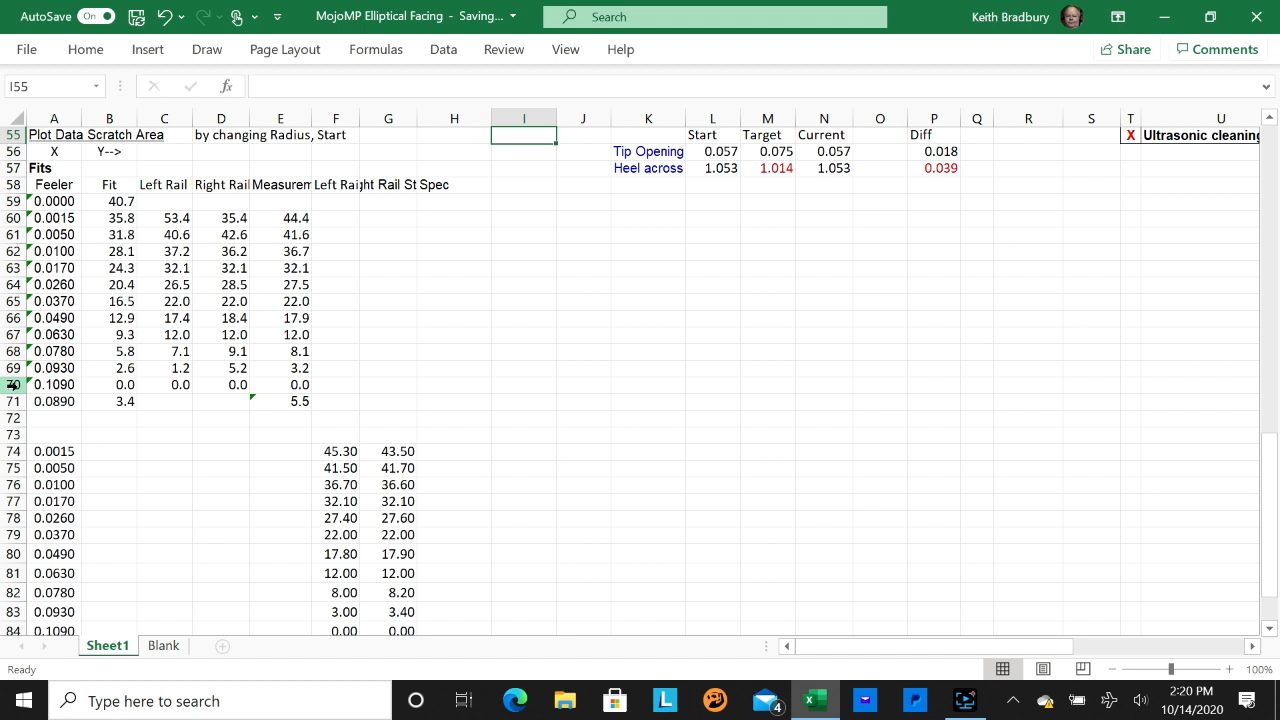 AutoSave On MojoMP Elliptical Facing - Saving... Search Keith Bradbury
File Home Insert Draw Page Layout Formulas Data Review View Help Share Comments
I55 fx
A B C D E F G H I J K L M N O P Q R S T U
55 Plot Data Scratch Area by changing Radius, Start Start Target Current Diff X Ultrasonic cleaning
56 X Y--> Tip Opening 0.057 0.075 0.057 0.018
57 Fits Heel across 1.053 1.014 1.053 0.039
58 Feeler Fit Left Rail Right Rail Measurem Left Rai ght Rail St Spec
59 0.0000 40.7
60 0.0015 35.8 53.4 35.4 44.4
61 0.0050 31.8 40.6 42.6 41.6
62 0.0100 28.1 37.2 36.2 36.7
63 0.0170 24.3 32.1 32.1 32.1
64 0.0260 20.4 26.5 28.5 27.5
65 0.0370 16.5 22.0 22.0 22.0
66 0.0490 12.9 17.4 18.4 17.9
67 0.0630 9.3 12.0 12.0 12.0
68 0.0780 5.8 7.1 9.1 8.1
69 0.0930 2.6 1.2 5.2 3.2
70 0.1090 0.0 0.0 0.0 0.0
71 0.0890 3.4 5.5
72
73
74 0.0015 45.30 43.50
75 0.0050 41.50 41.70
76 0.0100 36.70 36.60
77 0.0170 32.10 32.10
78 0.0260 27.40 27.60
79 0.0370 22.00 22.00
80 0.0490 17.80 17.90
81 0.0630 12.00 12.00
82 0.0780 8.00 8.20
83 0.0930 3.00 3.40
84 0.1090 0.00 0.00
Sheet1 Blank
Ready 100%
Type here to search L 4 P 2:20 PM
10/14/2020